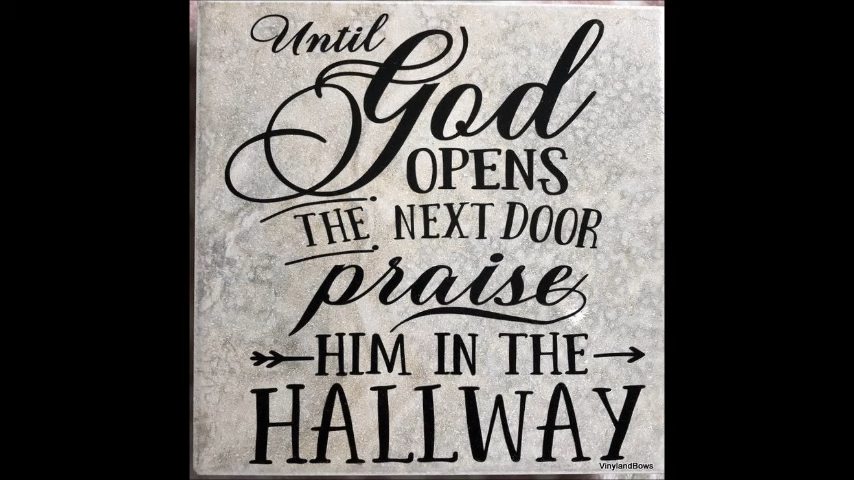 Until
God
OPENS
THE NEXT DOOR
praise
HIM IN THE
HALLWAY
VinylandBows